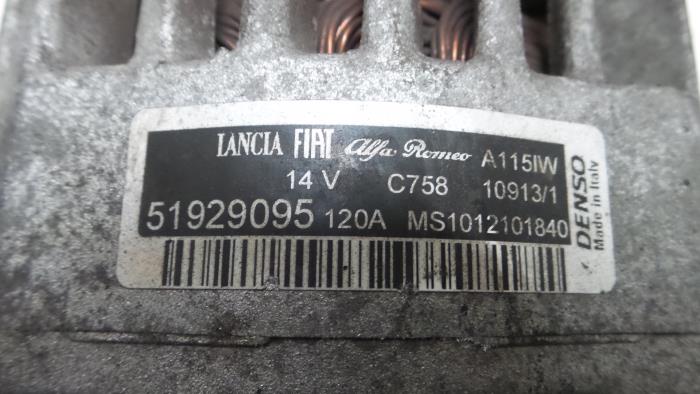 LANCIA FIAT Alfa Romeo A115IW
14 V C758 10913/1
51929095 120A MS1012101840
DENSO
Made in Italy